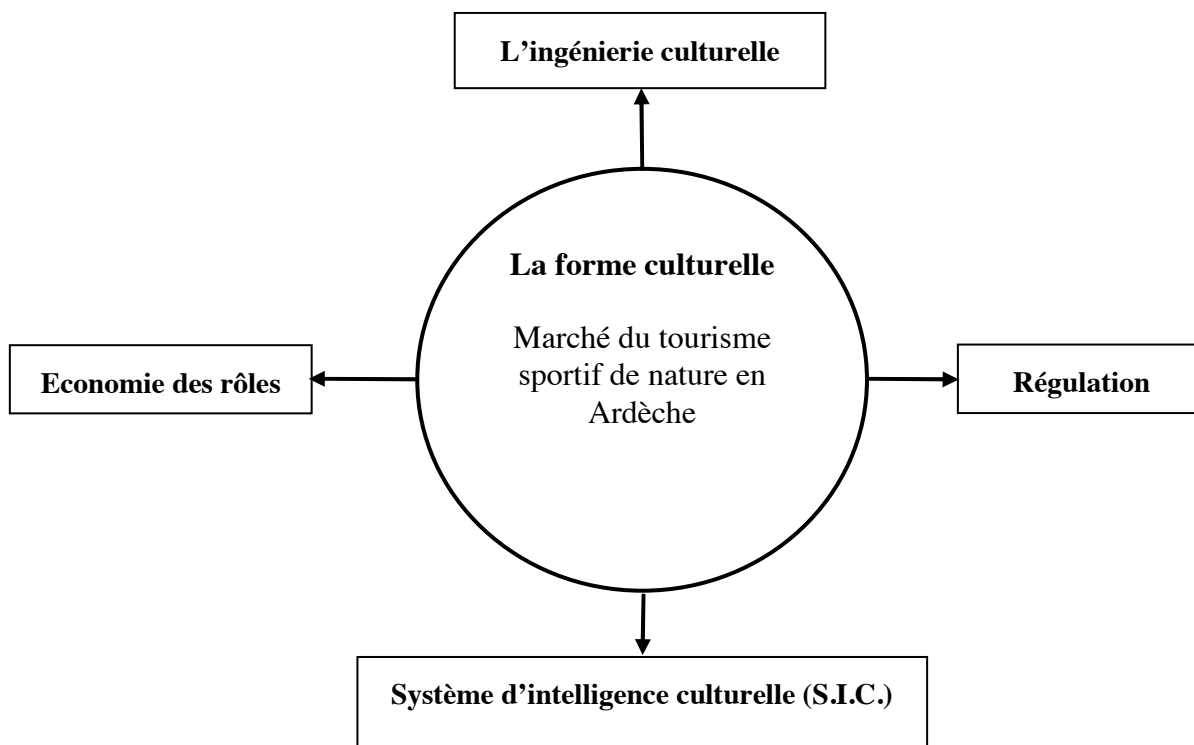 L’ingénierie culturelle
La forme culturelle
Marché du tourisme
sportif de nature en
Ardèche
Economie des rôles
Régulation
Système d’intelligence culturelle (S.I.C.)